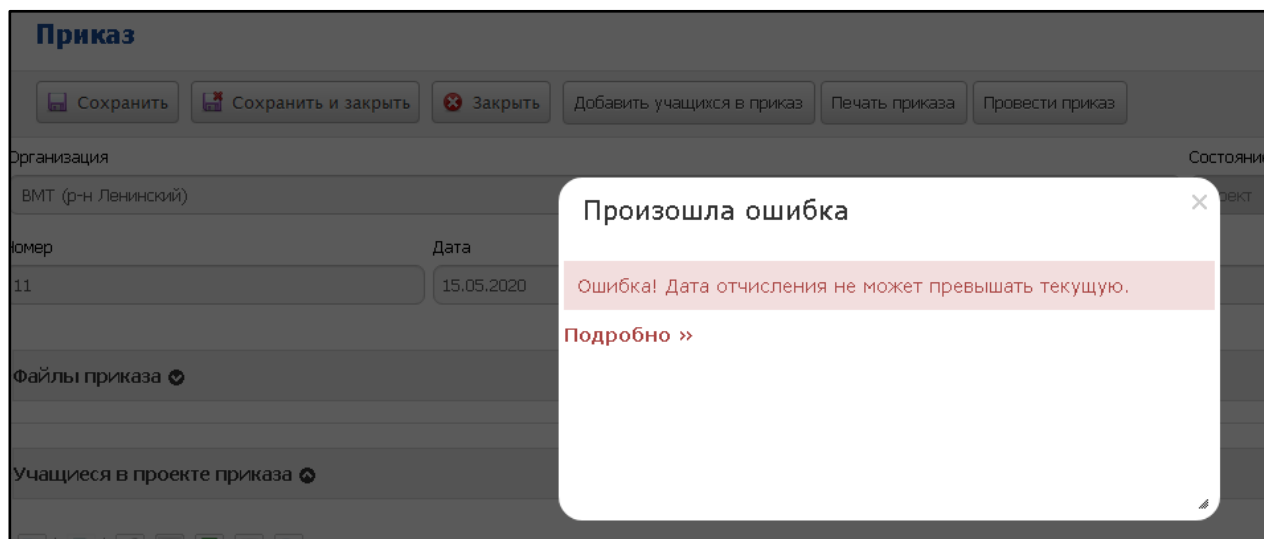 Приказ
Сохранить Сохранить и закрыть Закрыть Добавить учащихся в приказ Печать приказа Провести приказ
Организация Состояние
ВМТ (р-н Ленинский)
Произошла ошибка
Номер Дата
11 15.05.2020
Ошибка! Дата отчисления не может превышать текущую.
Подробно »
Файлы приказа
Учащиеся в проекте приказа